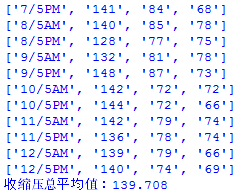 ['7/5PM', '141', '84', '68']
['8/5AM', '140', '85', '78']
['8/5PM', '128', '77', '75']
['9/5AM', '132', '81', '78']
['9/5PM', '148', '87', '73']
['10/5AM', '142', '72', '72']
['10/5PM', '144', '72', '66']
['11/5AM', '142', '79', '74']
['11/5PM', '136', '78', '74']
['12/5AM', '139', '79', '66']
['12/5PM', '140', '74', '69']
收缩压总平均值：139.708